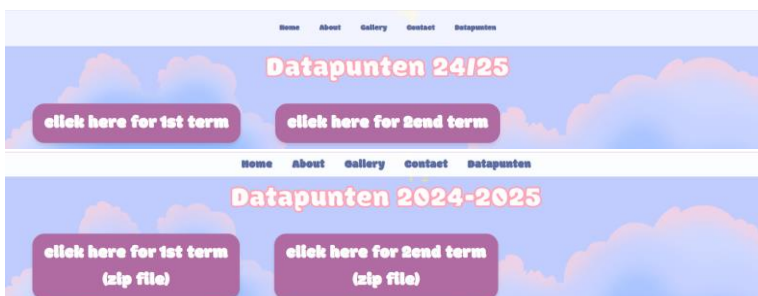 Home About Gallery Contact Datapunten
Datapunten 24/25
click here for 1st term click here for 2end term
Home About Gallery Contact Datapunten
Datapunten 2024-2025
click here for 1st term click here for 2end term
(zip file) (zip file)